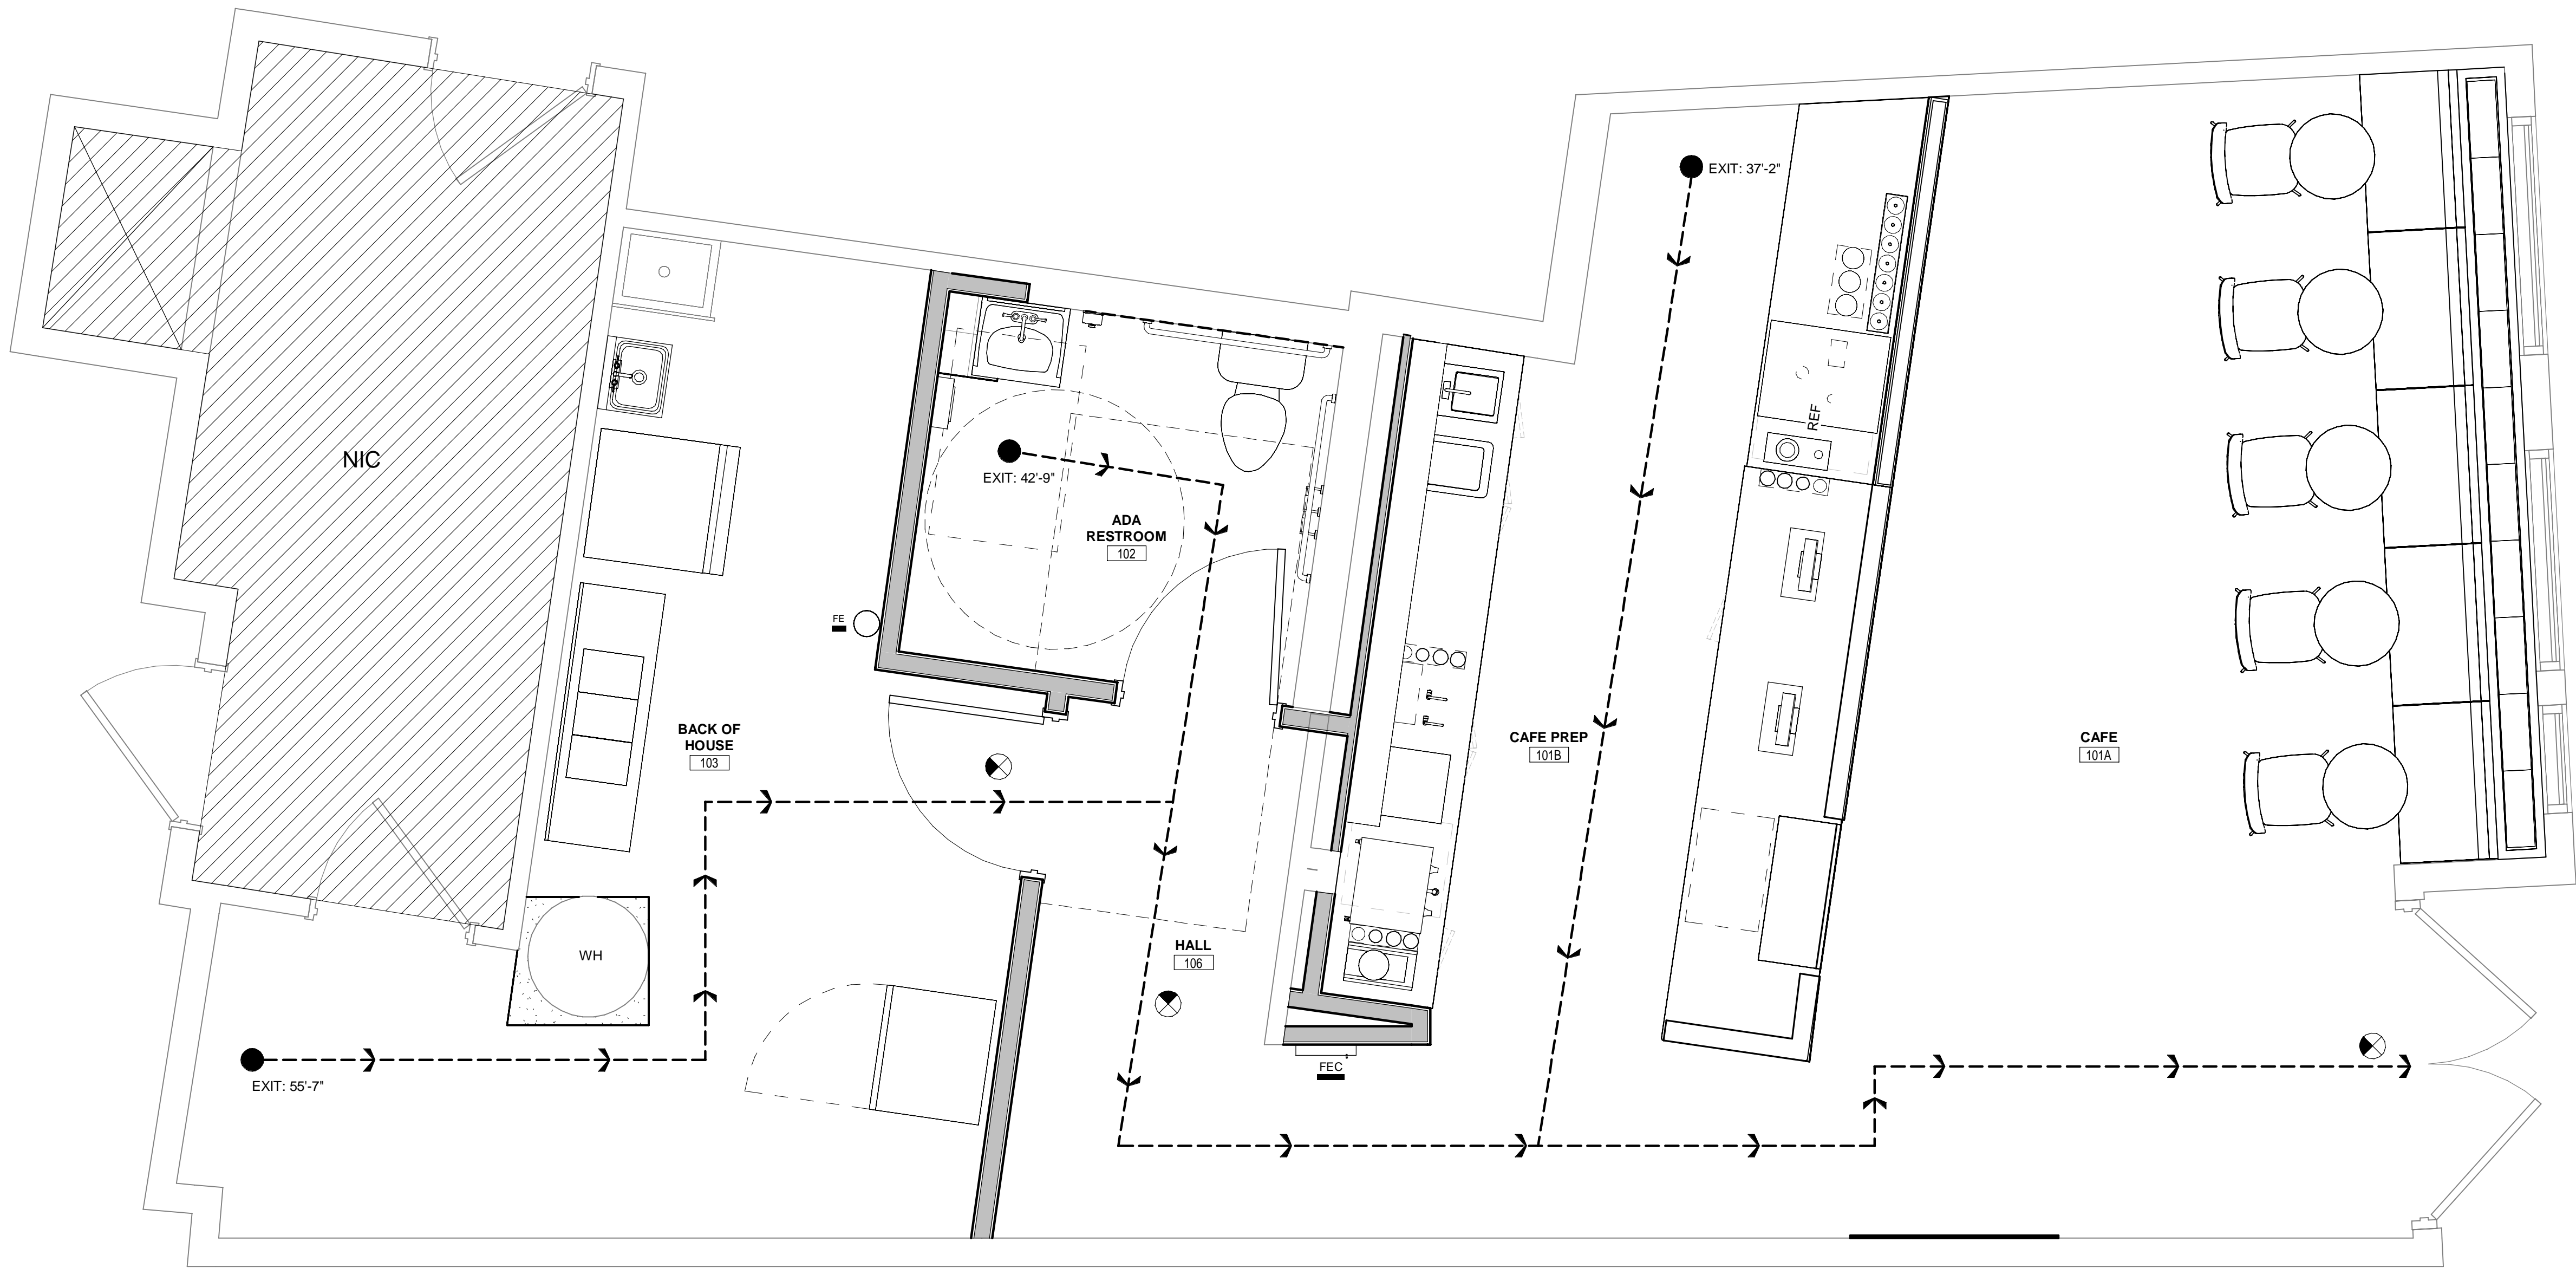 EXIT: 37'-2"
REF
NIC
EXIT: 42'-9"
ADA
RESTROOM
102
FE
BACK OF
HOUSE
103
CAFE PREP
101B
CAFE
101A
HALL
106
WH
FEC
EXIT: 55'-7"